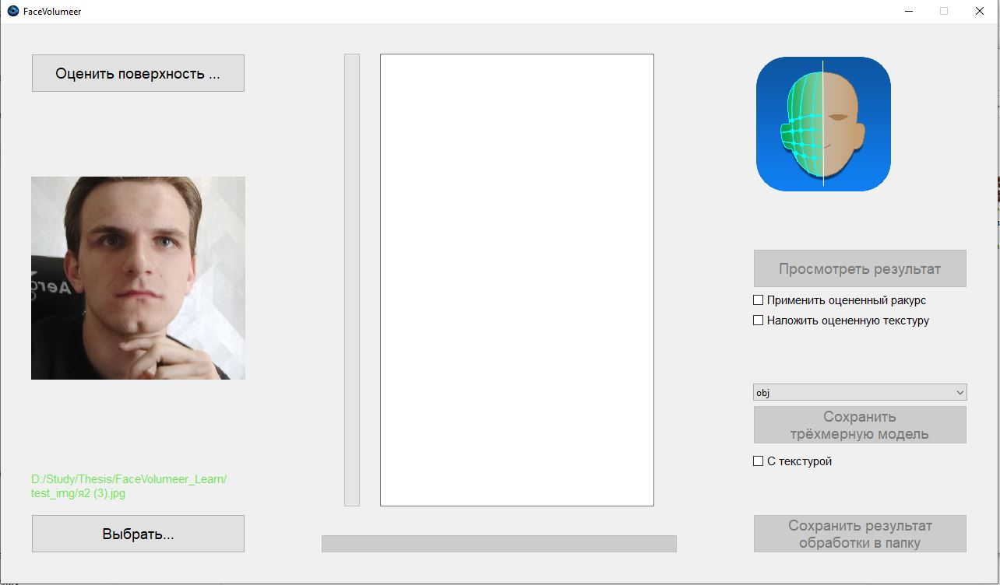 FaceVolumeer
Оценить поверхность ...
Aero
D:/Study/Thesis/FaceVolumeer_Learn/
test_img/я2 (3).jpg
Выбрать...
Просмотреть результат
Применить оцененный ракурс
Наложить оцененную текстуру
obj
Сохранить
трёхмерную модель
С текстурой
Сохранить результат
обработки в папку